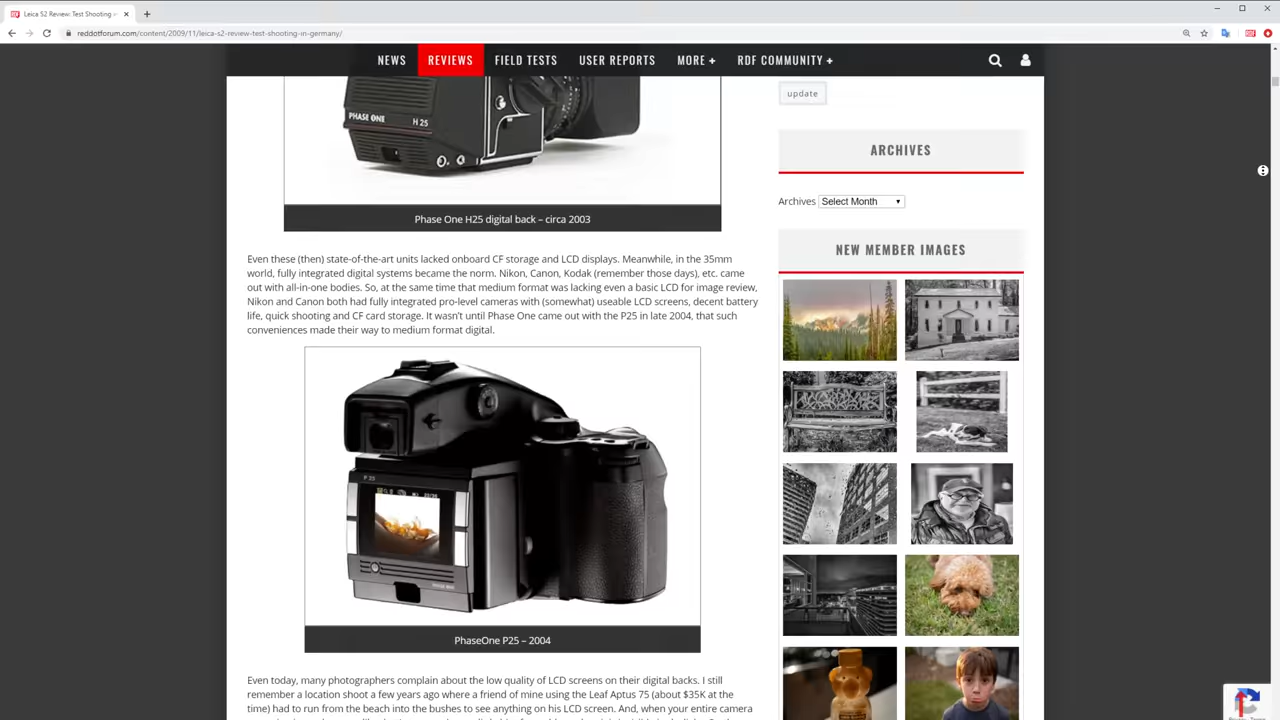 Leica S2 Review: Test Shooting
reddotforum.com/content/2009/11/leica-s2-review-test-shooting-in-germany/
NEWS
REVIEWS
FIELD TESTS
USER REPORTS
MORE +
RDF COMMUNITY +
PHASE ONE
H 25
Phase One H25 digital back – circa 2003
Even these (then) state-of-the-art units lacked onboard CF storage and LCD displays. Meanwhile, in the 35mm
world, fully integrated digital systems became the norm. Nikon, Canon, Kodak (remember those days), etc. came
out with all-in-one bodies. So, at the same time that medium format was lacking even a basic LCD for image review,
Nikon and Canon both had fully integrated pro-level cameras with (somewhat) useable LCD screens, decent battery
life, quick shooting and CF card storage. It wasn't until Phase One came out with the P25 in late 2004, that such
conveniences made their way to medium format digital.
P 25
PhaseOne P25 – 2004
Even today, many photographers complain about the low quality of LCD screens on their digital backs. I still
remember a location shoot a few years ago where a friend of mine using the Leaf Aptus 75 (about $35K at the
time) had to run from the beach into the bushes to see anything on his LCD screen. And, when your entire camera
update
ARCHIVES
Archives
Select Month
NEW MEMBER IMAGES